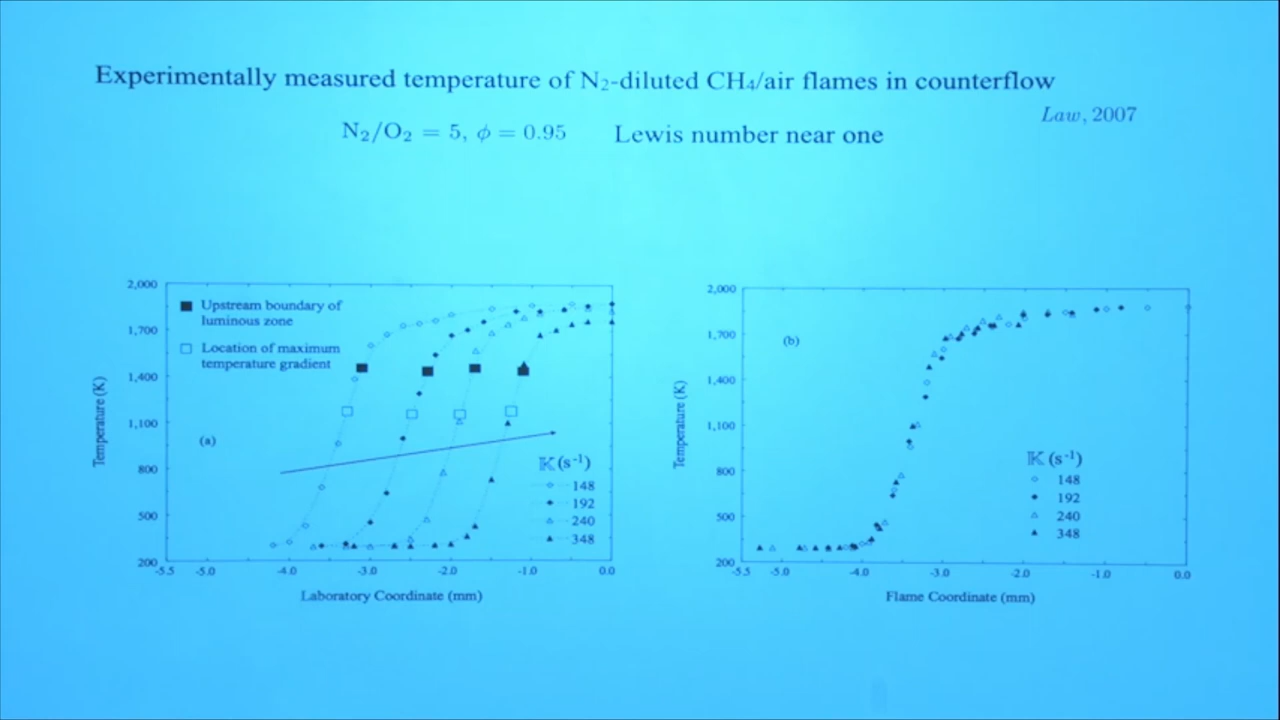 Experimentally measured temperature of N₂-diluted CH₄/air flames in counterflow
Law, 2007
N₂/O₂ = 5, ϕ = 0.95 Lewis number near one
2,000
1,700
1,400
1,100
800
500
200
Temperature (K)
Upstream boundary of
luminous zone
Location of maximum
temperature gradient
(a)
𝕂 (s⁻¹)
148
192
240
348
-5.5 -5.0 -4.0 -3.0 -2.0 -1.0 0.0
Laboratory Coordinate (mm)
2,000
1,700
1,400
1,100
800
500
200
Temperature (K)
(b)
𝕂 (s⁻¹)
148
192
240
348
-5.5 -5.0 -4.0 -3.0 -2.0 -1.0 0.0
Flame Coordinate (mm)